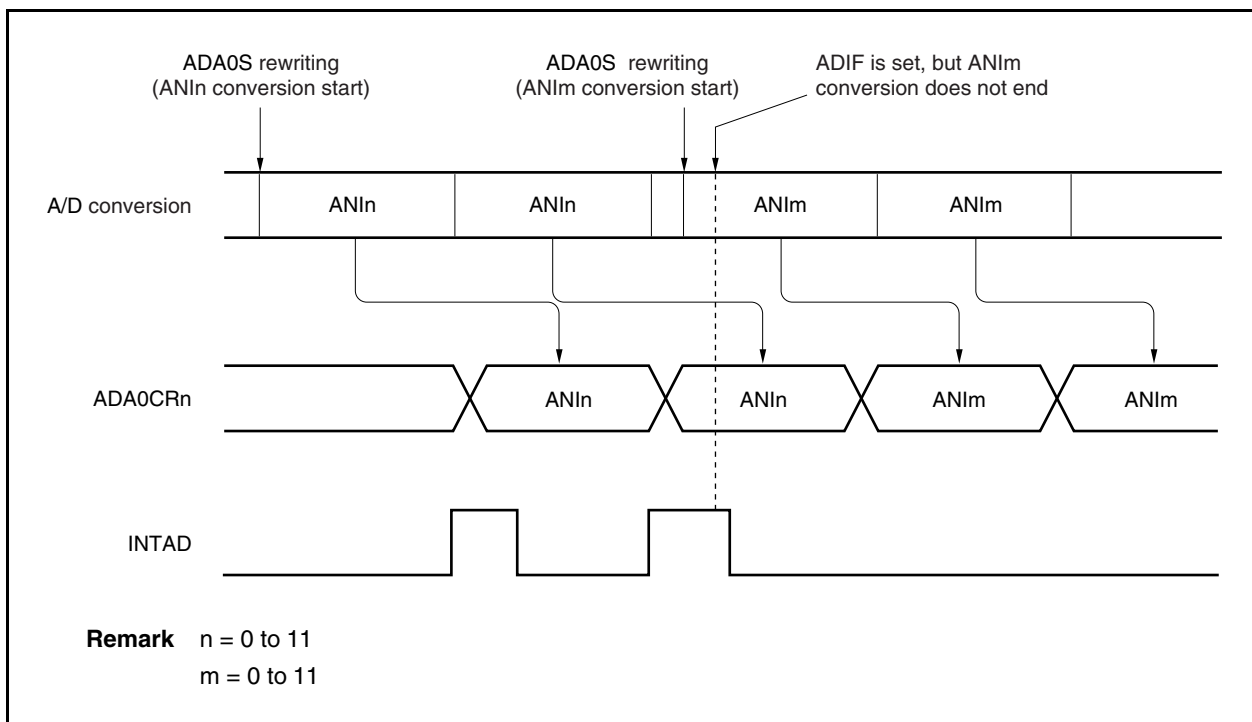 ADA0S rewriting
(ANIn conversion start)
ADA0S rewriting
(ANIm conversion start)
ADIF is set, but ANIm
conversion does not end
A/D conversion
ANIn
ANIn
ANIm
ANIm
ADA0CRn
ANIn
ANIn
ANIm
ANIm
INTAD
Remark n = 0 to 11
m = 0 to 11